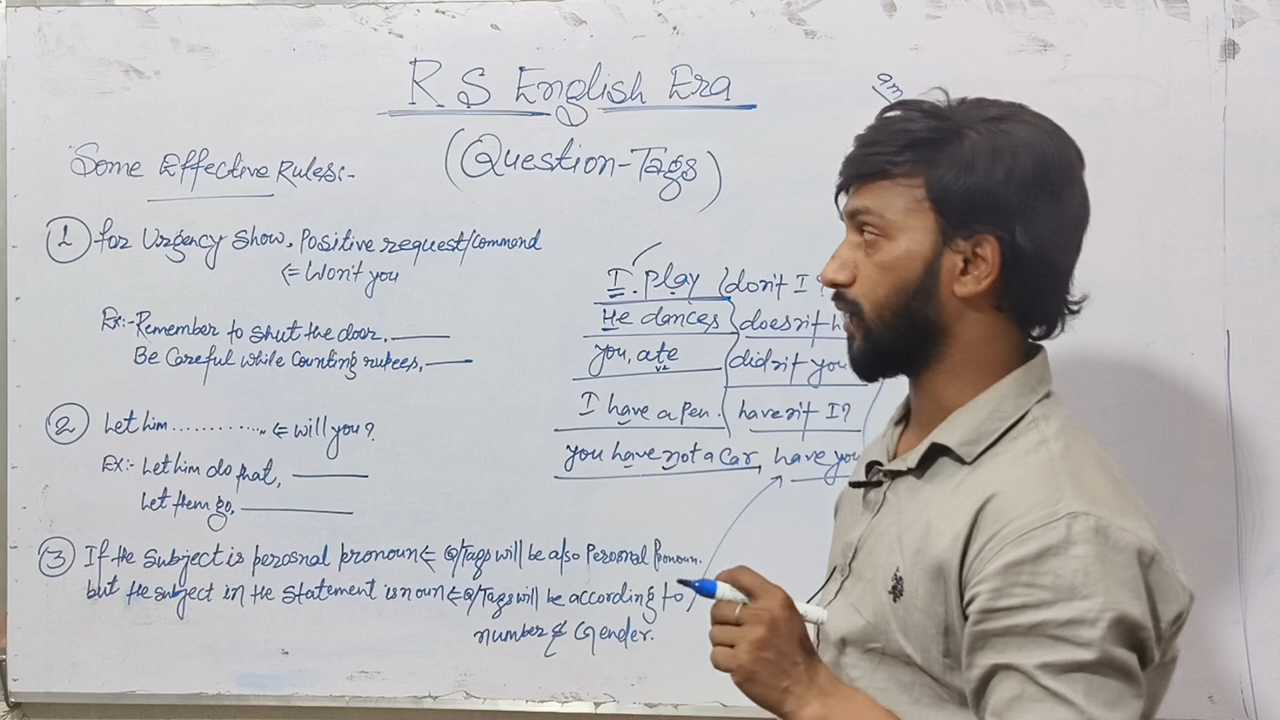 R S English Era
(Question-Tags)
am
Some Effective Rules:-
① for Urgency show. Positive request/command
⇐ Won't you
Ex:- Remember to shut the door. ____
Be Careful while Counting rupees, ____
② Let him ............. ⇐ will you?
Ex:- Let him do that, ____
Let them go, ____
③ If the subject is perosnal pronoun ⇐ Q/Tags will be also Personal Pronoun.
but the subject in the statement is noun ⇐ Q/Tags will be according to
number & Gender.
I. play don't I?
He dances doesn't h
you, ate didn't you
v2
I have a pen. haven't I?
you have not a car, have you